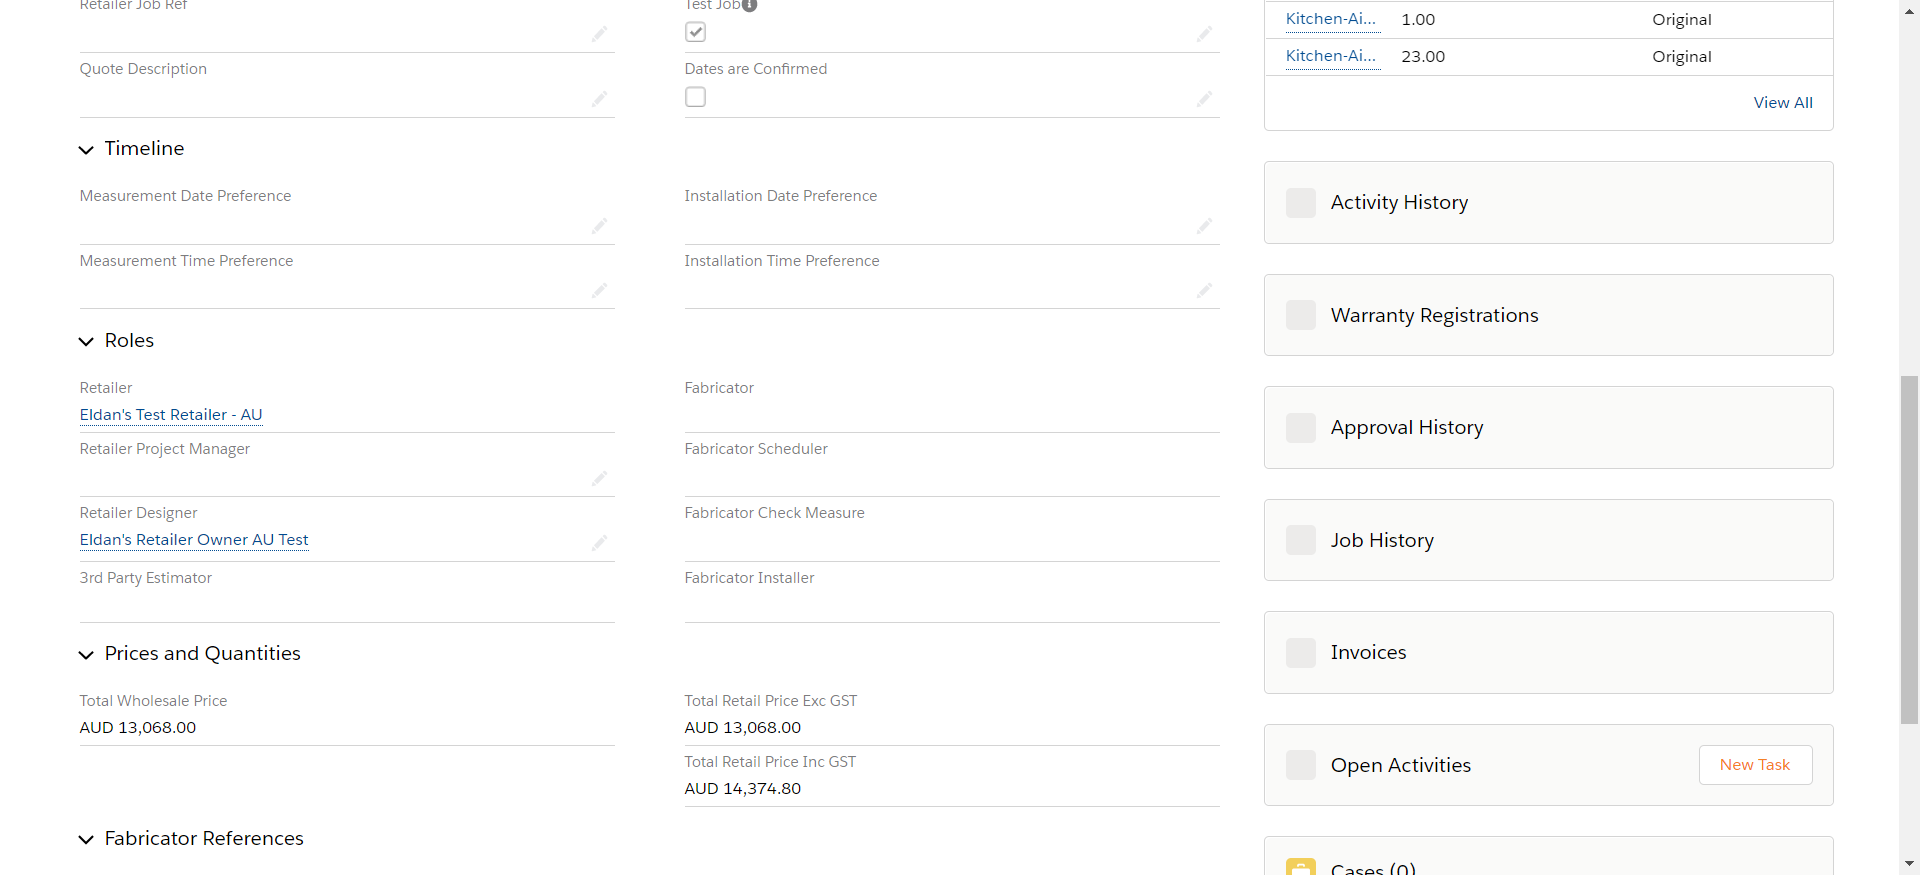 Retailer Job Ref
Test Job
Quote Description
Dates are Confirmed
Timeline
Measurement Date Preference
Installation Date Preference
Measurement Time Preference
Installation Time Preference
Roles
Retailer
Eldan's Test Retailer - AU
Fabricator
Retailer Project Manager
Fabricator Scheduler
Retailer Designer
Eldan's Retailer Owner AU Test
Fabricator Check Measure
3rd Party Estimator
Fabricator Installer
Prices and Quantities
Total Wholesale Price
AUD 13,068.00
Total Retail Price Exc GST
AUD 13,068.00
Total Retail Price Inc GST
AUD 14,374.80
Fabricator References
Kitchen-Ai... 1.00 Original
Kitchen-Ai... 23.00 Original
View All
Activity History
Warranty Registrations
Approval History
Job History
Invoices
Open Activities
New Task
Cases (0)